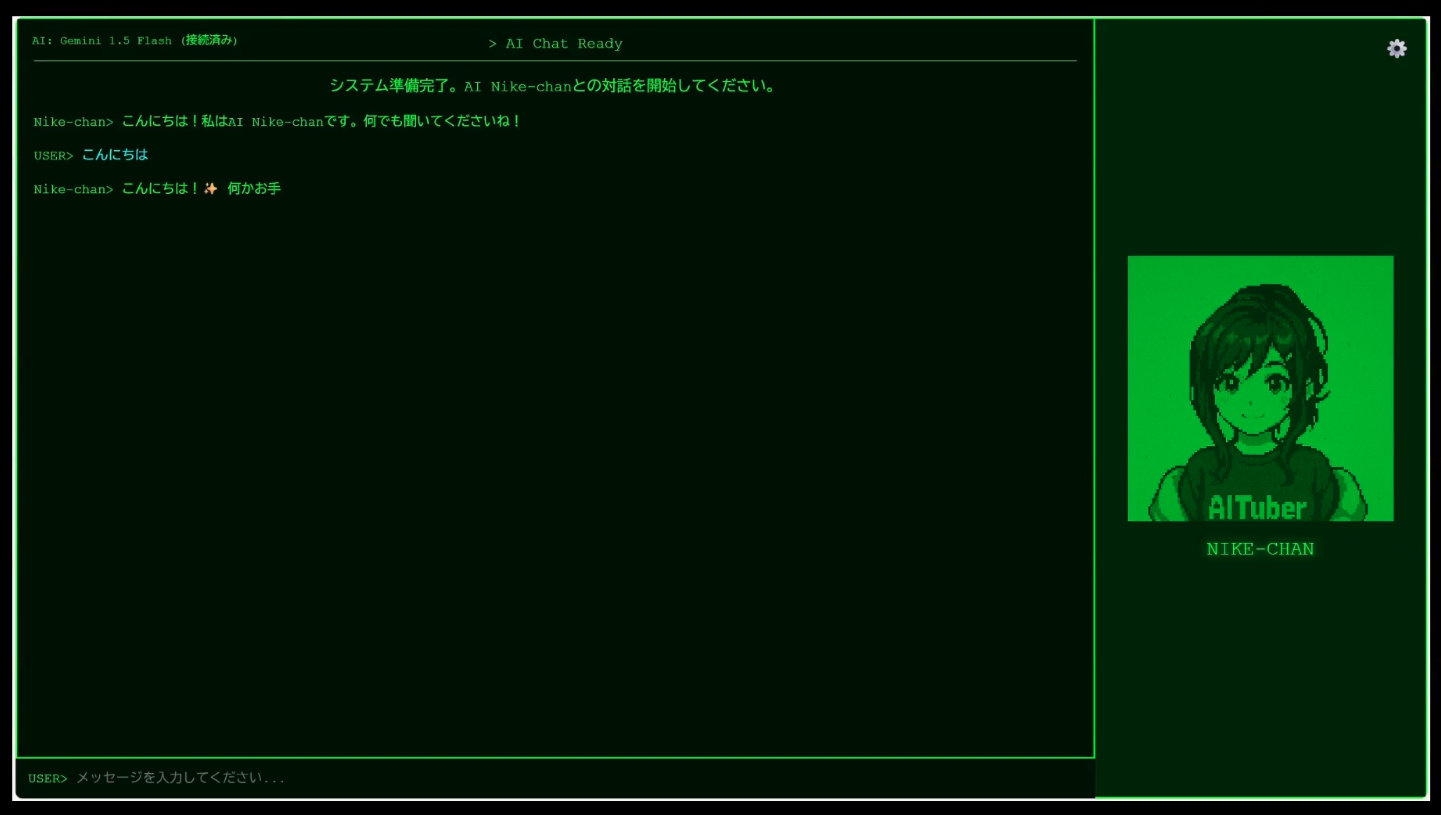 AI: Gemini 1.5 Flash (接続済み)
> AI Chat Ready
システム準備完了。AI Nike-chanとの対話を開始してください。
Nike-chan> こんにちは！私はAI Nike-chanです。何でも聞いてくださいね！
USER> こんにちは
Nike-chan> こんにちは！✨ 何かお手
AITuber
NIKE-CHAN
USER> メッセージを入力してください...